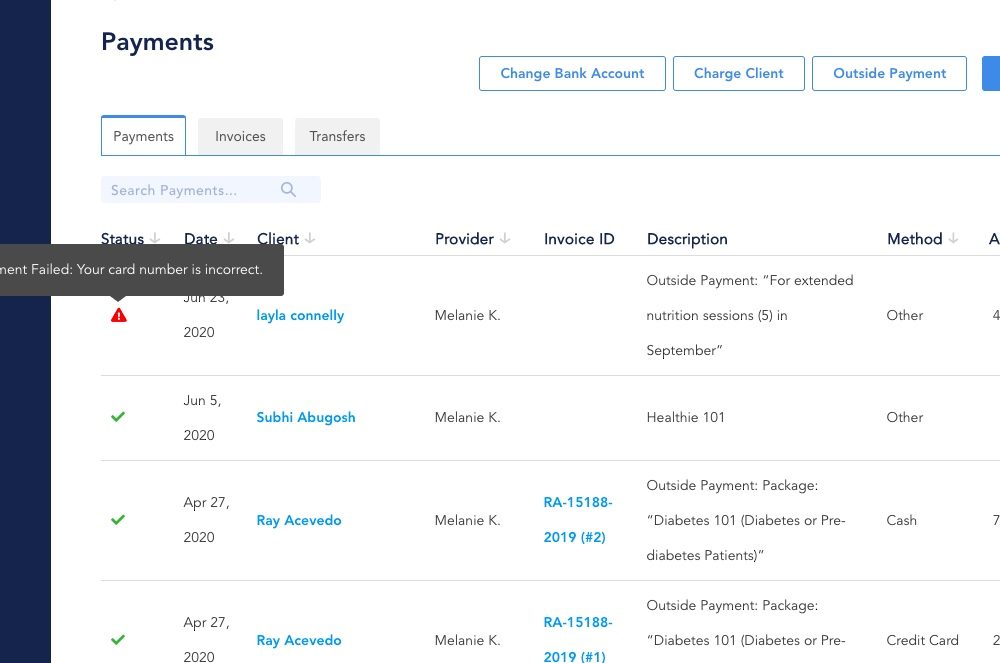 Payments
Change Bank Account Charge Client Outside Payment
Payments Invoices Transfers
Search Payments...
Status Date Client Provider Invoice ID Description Method
Failed: Your card number is incorrect.
Jun 23,
2020
layla connelly
Melanie K.
Outside Payment: “For extended
nutrition sessions (5) in
September”
Other
4
Jun 5,
2020
Subhi Abugosh
Melanie K.
Healthie 101
Other
Apr 27,
2020
Ray Acevedo
Melanie K.
RA-15188-
2019 (#2)
Outside Payment: Package:
“Diabetes 101 (Diabetes or Pre-
diabetes Patients)”
Cash
7
Apr 27,
2020
Ray Acevedo
Melanie K.
RA-15188-
2019 (#1)
Outside Payment: Package:
“Diabetes 101 (Diabetes or Pre-
Credit Card
2